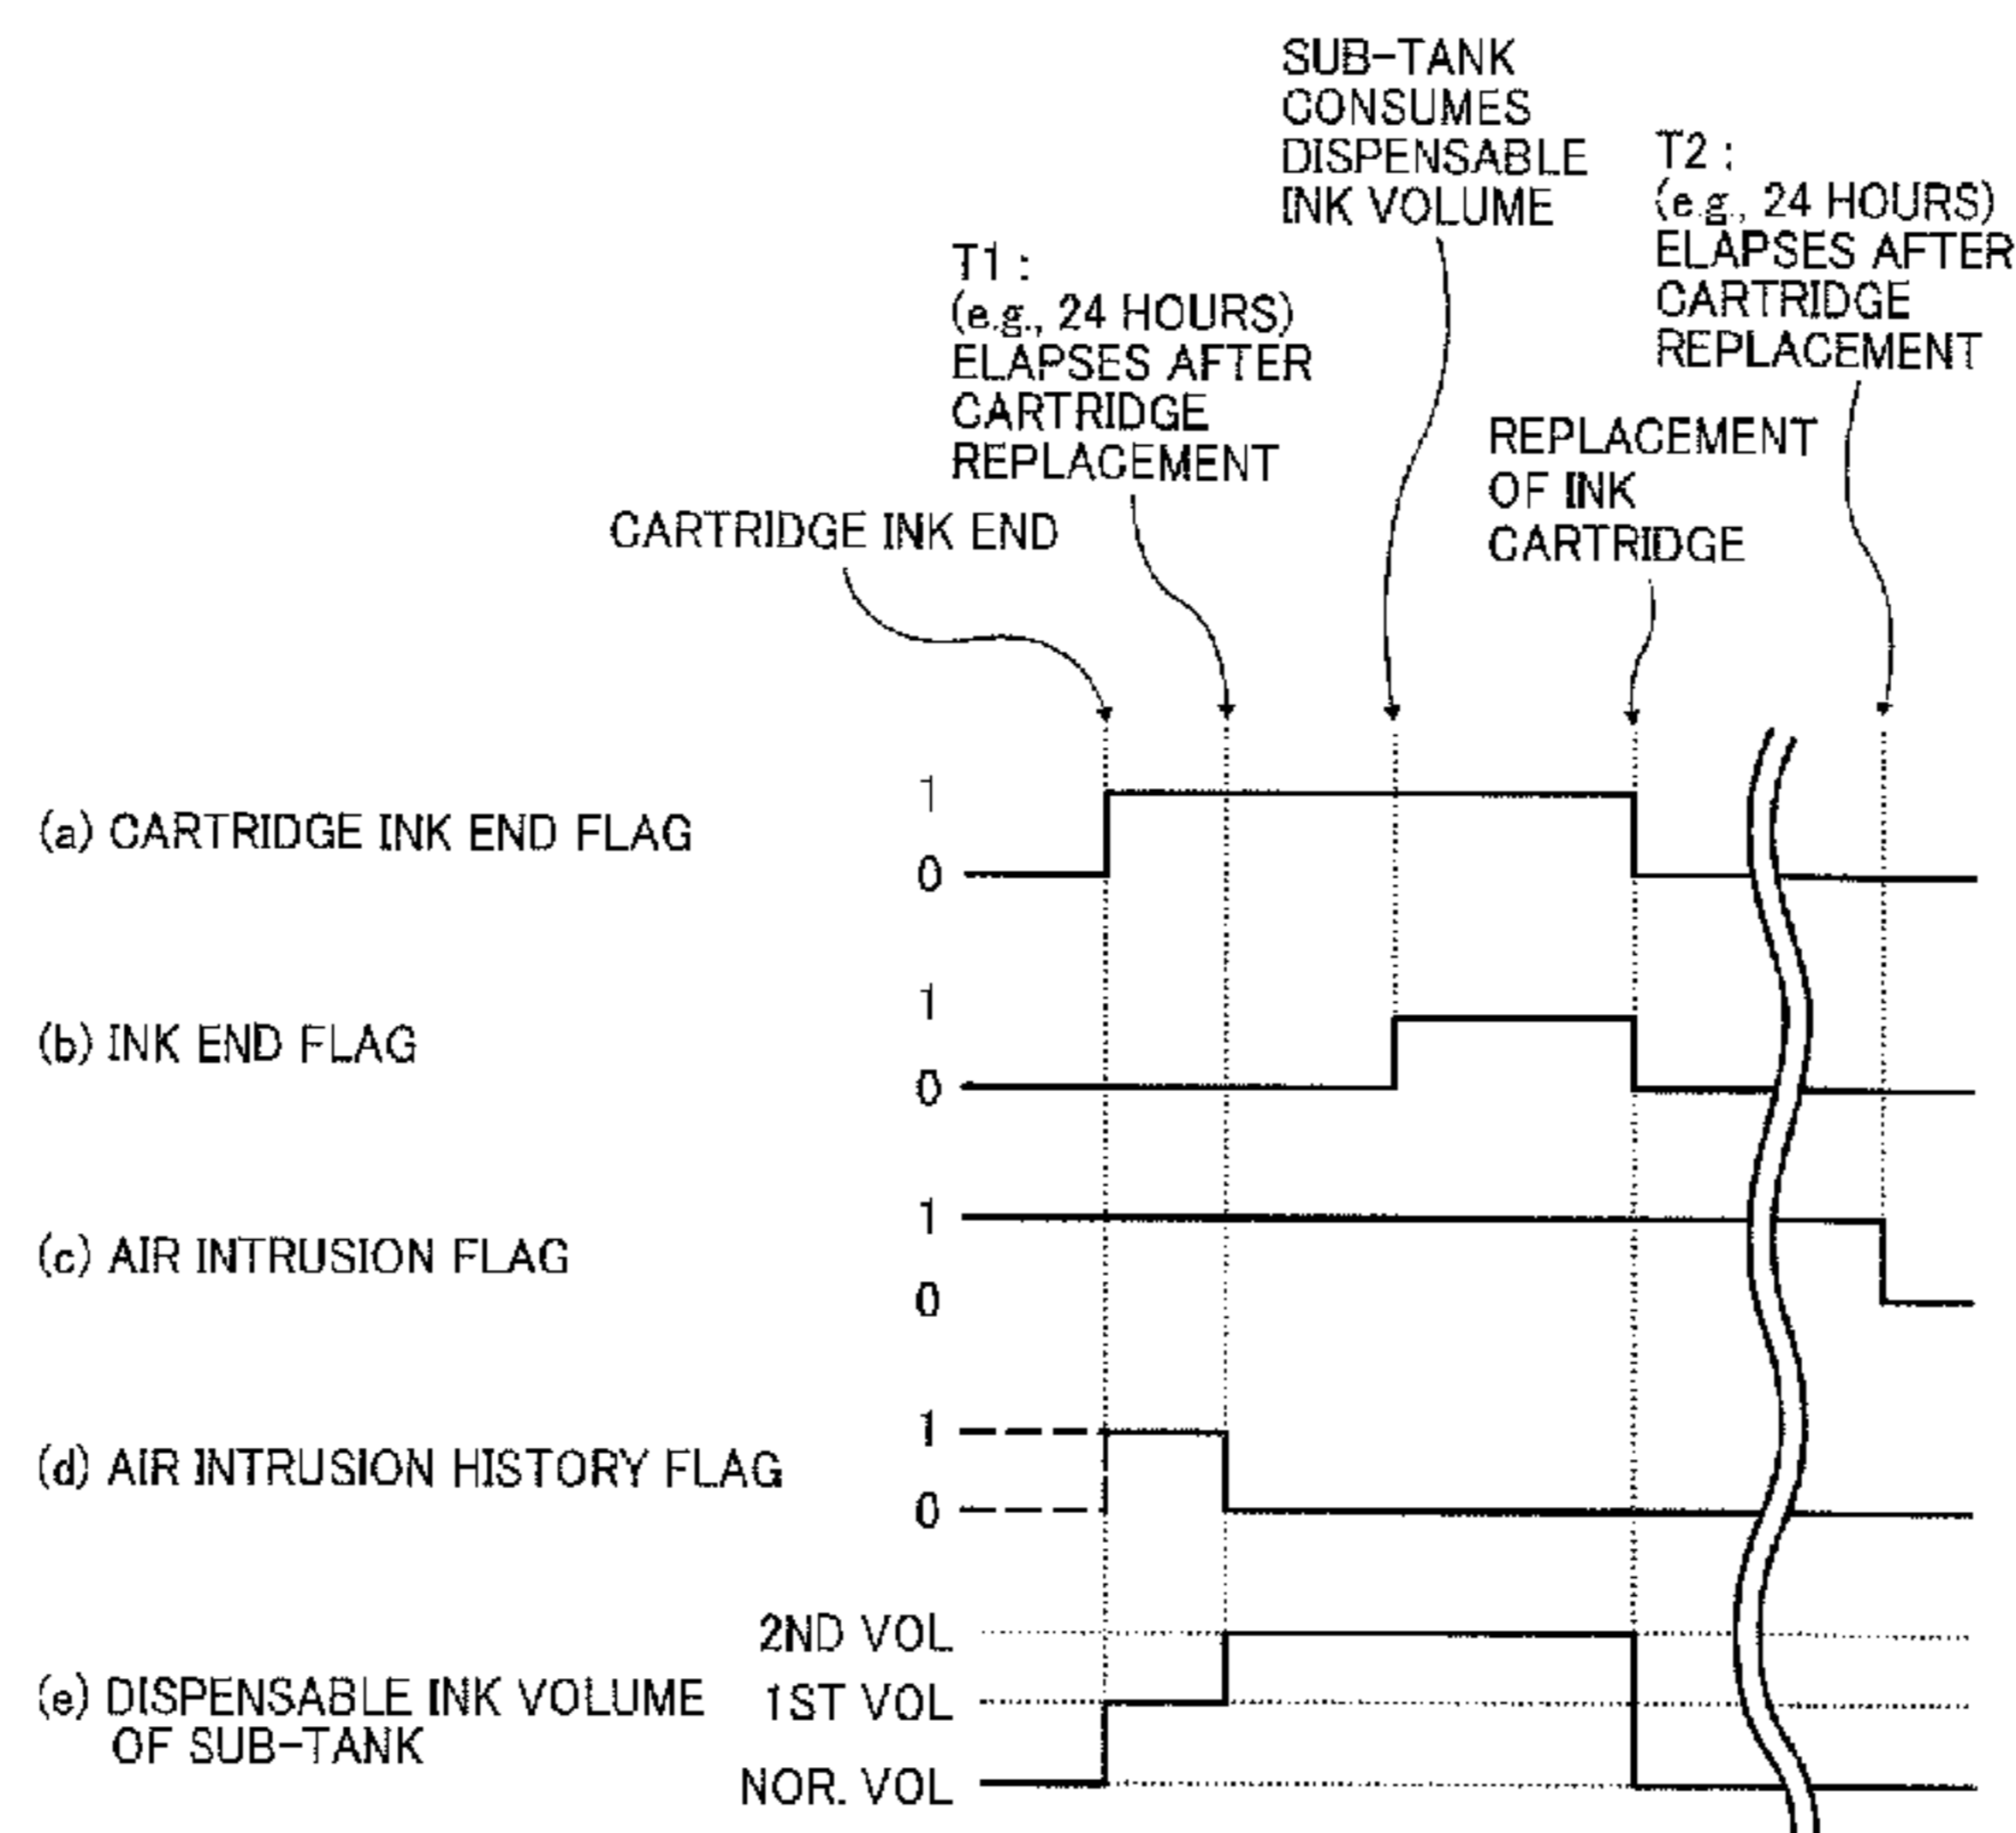 SUB-TANK
CONSUMES
DISPENSABLE
INK VOLUME
T2 :
(e.g., 24 HOURS)
ELAPSES AFTER
CARTRIDGE
REPLACEMENT
T1 :
(e.g., 24 HOURS)
ELAPSES AFTER
CARTRIDGE
REPLACEMENT
REPLACEMENT
OF INK
CARTRIDGE
CARTRIDGE INK END
1
(a) CARTRIDGE INK END FLAG
0
1
(b) INK END FLAG
0
1
(c) AIR INTRUSION FLAG
0
1
(d) AIR INTRUSION HISTORY FLAG
0
2ND VOL
(e) DISPENSABLE INK VOLUME
OF SUB-TANK
1ST VOL
NOR. VOL